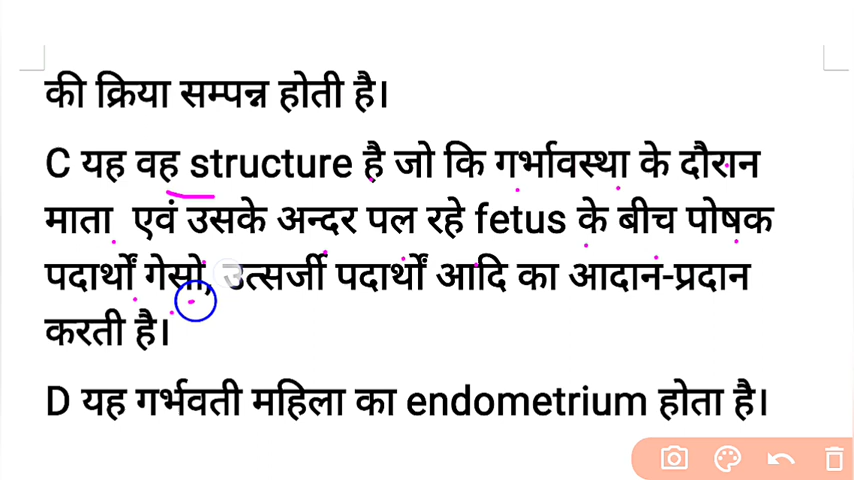 की क्रिया सम्पन्न होती है।
C यह वह structure है जो कि गर्भावस्था के दौरान
माता एवं उसके अन्दर पल रहे fetus के बीच पोषक
पदार्थों गेसो, उत्सर्जी पदार्थों आदि का आदान-प्रदान
करती है।
D यह गर्भवती महिला का endometrium होता है।